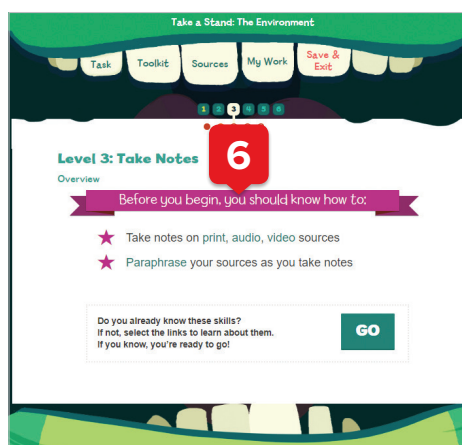 Take a Stand: The Environment
Task Toolkit Sources My Work Save & Exit
1 2 3 4 5 6
6
Level 3: Take Notes
Overview
Before you begin, you should know how to:
Take notes on print, audio, video sources
Paraphrase your sources as you take notes
Do you already know these skills?
If not, select the links to learn about them.
If you know, you're ready to go!
GO